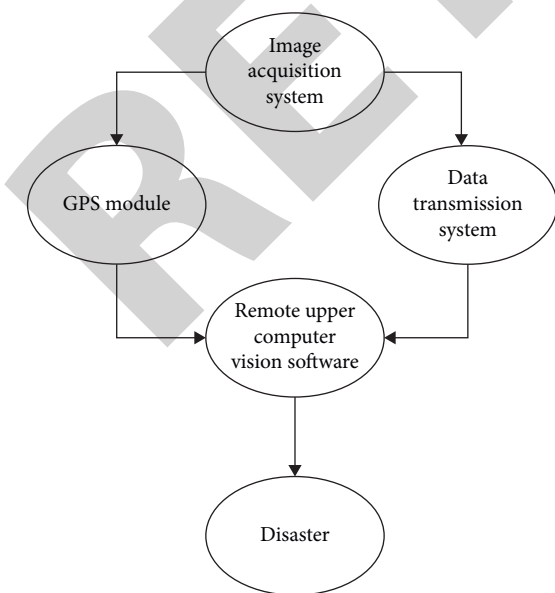 Image
acquisition
system
GPS module
Data
transmission
system
Remote upper
computer
vision software
Disaster